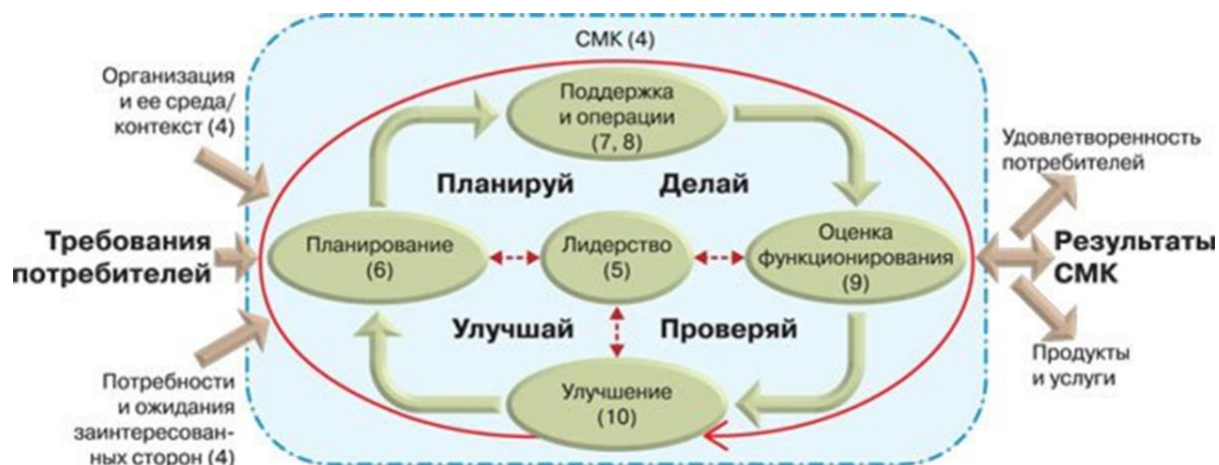 СМК (4)
Организация
и ее среда/
контекст (4)
Поддержка
и операции
(7, 8)
Удовлетворенность
потребителей
Планируй
Делай
Требования
потребителей
Планирование
(6)
Лидерство
(5)
Оценка
функционирования
(9)
Результаты
СМК
Улучшай
Проверяй
Потребности
и ожидания
заинтересован-
ных сторон (4)
Улучшение
(10)
Продукты
и услуги